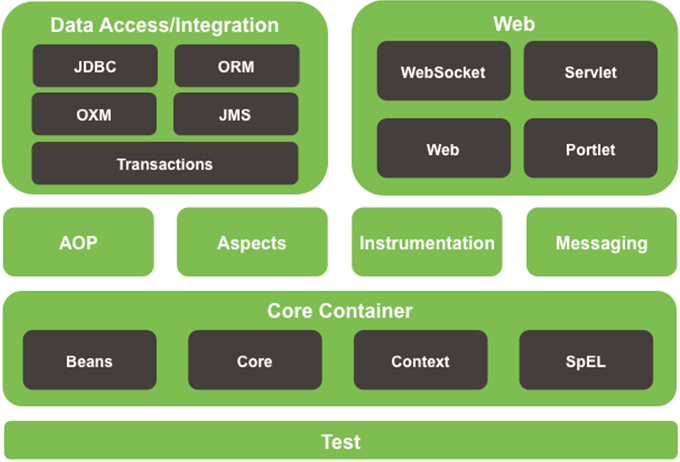 Data Access/Integration
JDBC
ORM
OXM
JMS
Transactions
Web
WebSocket
Servlet
Web
Portlet
AOP
Aspects
Instrumentation
Messaging
Core Container
Beans
Core
Context
SpEL
Test